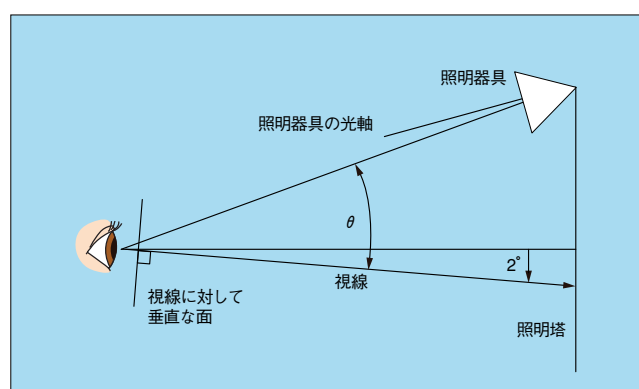 照明器具
照明器具の光軸
θ
2°
視線
視線に対して
垂直な面
照明塔